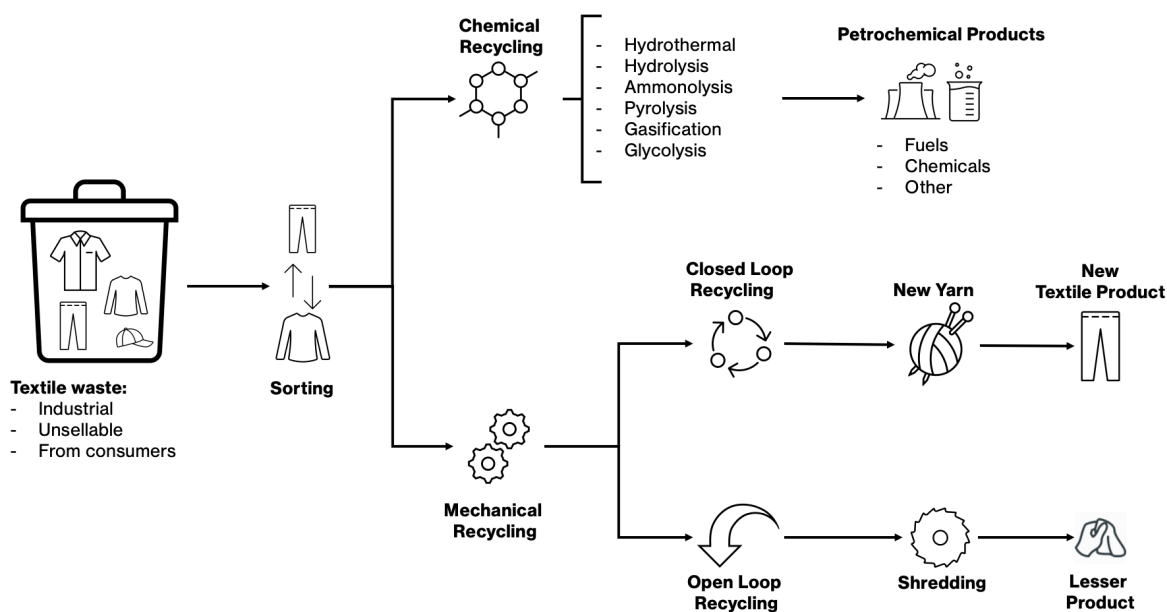 Textile waste:
- Industrial
- Unsellable
- From consumers
Sorting
Chemical
Recycling
- Hydrothermal
- Hydrolysis
- Ammonolysis
- Pyrolysis
- Gasification
- Glycolysis
Petrochemical Products
- Fuels
- Chemicals
- Other
Mechanical
Recycling
Closed Loop
Recycling
New Yarn
New
Textile Product
Open Loop
Recycling
Shredding
Lesser
Product